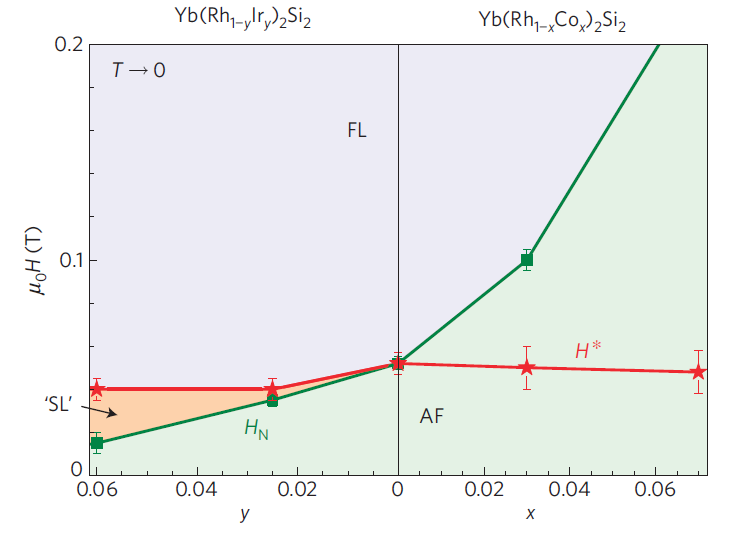 Yb(Rh₁₋yIry)₂Si₂
Yb(Rh₁₋ₓCoₓ)₂Si₂
0.2
T → 0
FL
0.1
μ₀H (T)
H*
'SL'
H_N
AF
0
0.06
0.04
0.02
0
0.02
0.04
0.06
y
x